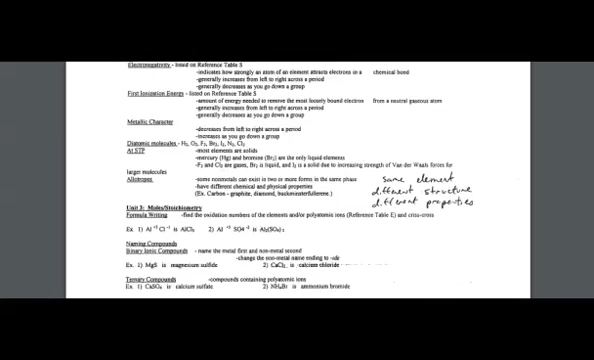 Electronegativity - listed on Reference Table S
-indicates how strongly an atom of an element attracts electrons in a chemical bond
-generally increases from left to right across a period
-generally decreases as you go down a group
First Ionization Energy - listed on Reference Table S
-amount of energy needed to remove the most loosely bound electron from a neutral gaseous atom
-generally increases from left to right across a period
-generally decreases as you go down a group
Metallic Character
-decreases from left to right across a period
-increases as you go down a group
Diatomic molecules - H₂, O₂, F₂, Br₂, I₂, N₂, Cl₂
At STP -most elements are solids
-mercury (Hg) and bromine (Br₂) are the only liquid elements
-F₂ and Cl₂ are gases, Br₂ is liquid, and I₂ is a solid due to increasing strength of Van der Waals forces for
larger molecules
Allotropes -some nonmetals can exist in two or more forms in the same phase
-have different chemical and physical properties
(Ex. Carbon - graphite, diamond, buckminsterfullerene.)
same element
different structure
different properties
Unit 3: Moles/Stoichiometry
Formula Writing -find the oxidation numbers of the elements and/or polyatomic ions (Reference Table E) and criss-cross
Ex. 1) Al⁺³ Cl⁻¹ is AlCl₃ 2) Al⁺³ SO4⁻² is Al₂(SO₄)₃
Naming Compounds
Binary Ionic Compounds - name the metal first and non-metal second
-change the non-metal name ending to -ide
Ex. 1) MgS is magnesium sulfide 2) CaCl₂ is calcium chloride
Ternary Compounds -compounds containing polyatomic ions
Ex. 1) CaSO₄ is calcium sulfate 2) NH₄Br is ammonium bromide